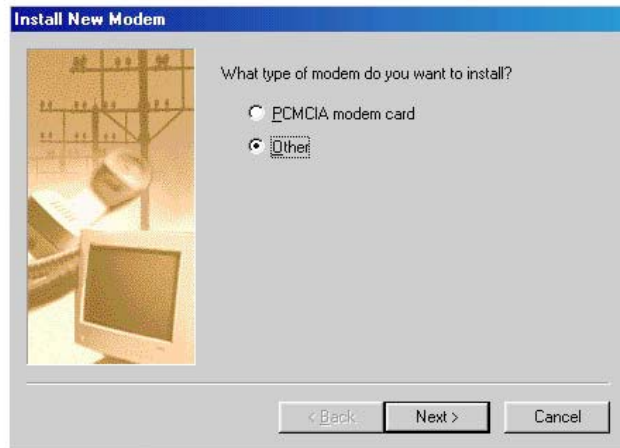 Install New Modem
What type of modem do you want to install?
PCMCIA modem card
Other
< Back
Next >
Cancel